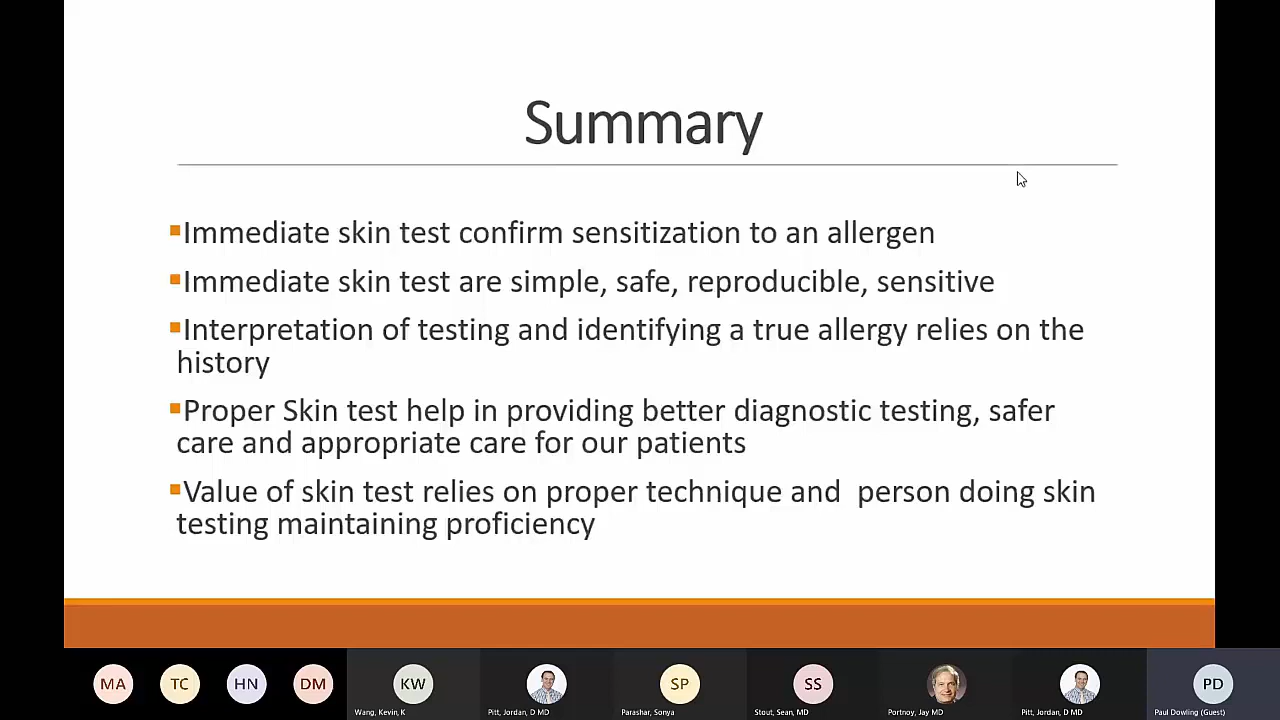 Summary
Immediate skin test confirm sensitization to an allergen
Immediate skin test are simple, safe, reproducible, sensitive
Interpretation of testing and identifying a true allergy relies on the
history
Proper Skin test help in providing better diagnostic testing, safer
care and appropriate care for our patients
Value of skin test relies on proper technique and  person doing skin
testing maintaining proficiency
MA
TC
HN
DM
KW
SP
SS
PD
Wang, Kevin, K
Pitt, Jordan, D MD
Parashar, Sonya
Stout, Sean, MD
Portnoy, Jay MD
Pitt, Jordan, D MD
Paul Dowling (Guest)